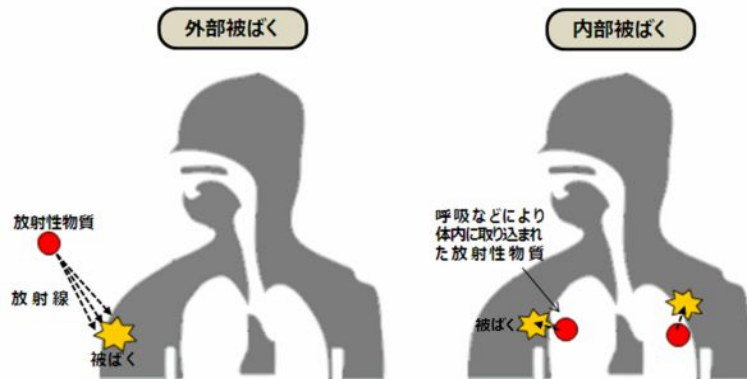 外部被ばく
放射性物質
放射線
被ばく
内部被ばく
呼吸などにより
体内に取り込まれ
た放射性物質
被ばく